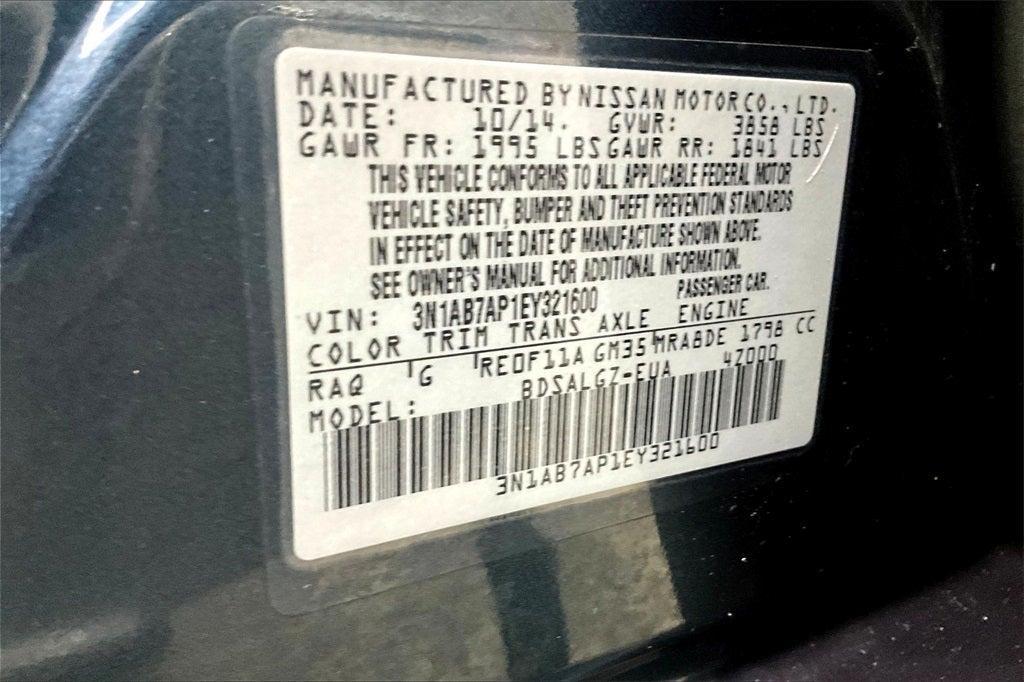 MANUFACTURED BY NISSAN MOTOR CO., LTD.
DATE: 10/14. GVWR: 3858 LBS
GAWR FR: 1995 LBS GAWR RR: 1841 LBS
THIS VEHICLE CONFORMS TO ALL APPLICABLE FEDERAL MOTOR
VEHICLE SAFETY, BUMPER AND THEFT PREVENTION STANDARDS
IN EFFECT ON THE DATE OF MANUFACTURE SHOWN ABOVE.
SEE OWNER'S MANUAL FOR ADDITIONAL INFORMATION.
VIN: 3N1AB7AP1EY321600 PASSENGER CAR.
COLOR TRIM TRANS AXLE ENGINE
RAQ G RE0F11A GM35 MRA8DE 1798 CC
MODEL: BDSALGZ-EUA 4Z000
3N1AB7AP1EY321600